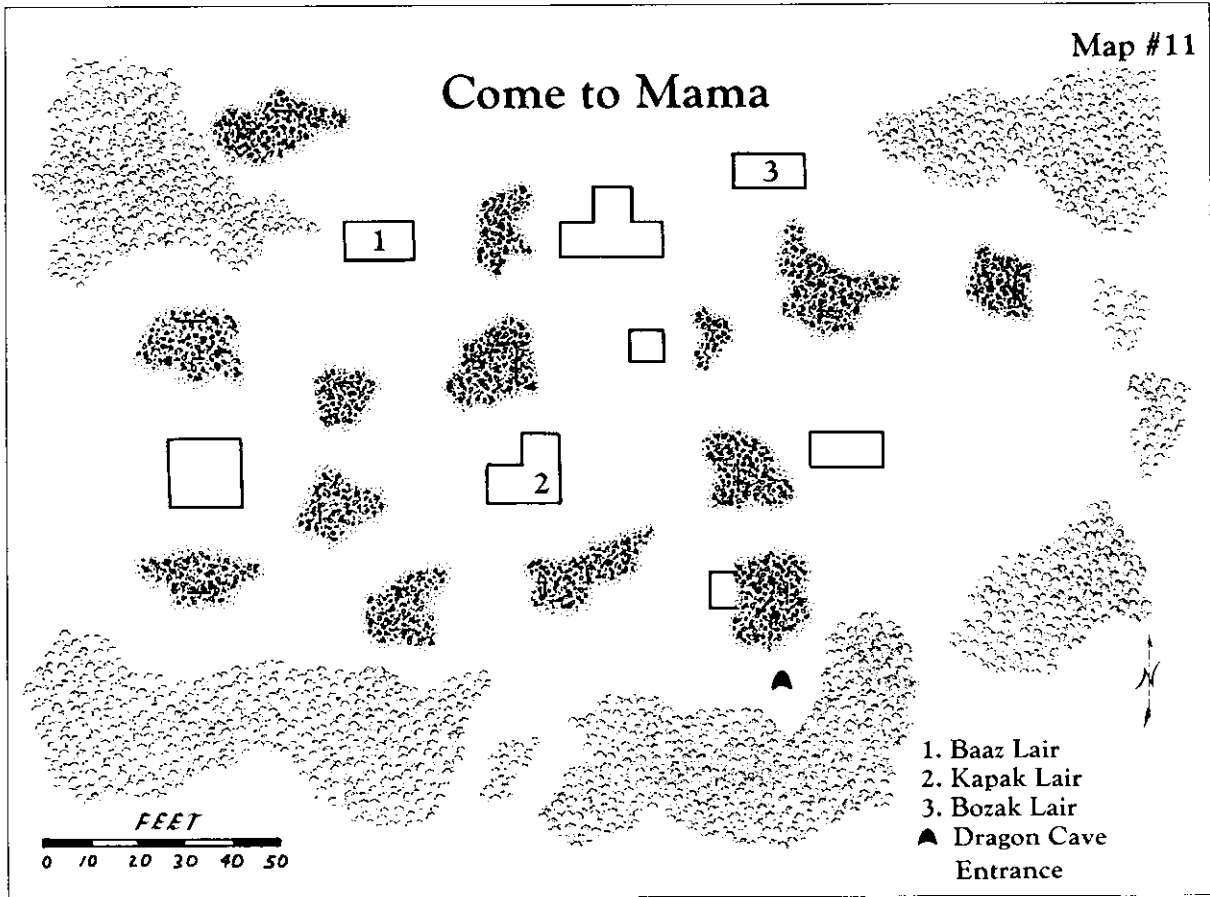 Map #11
Come to Mama
3
1
2
N
1. Baaz Lair
2. Kapak Lair
3. Bozak Lair
Dragon Cave
Entrance
FEET
0 10 20 30 40 50